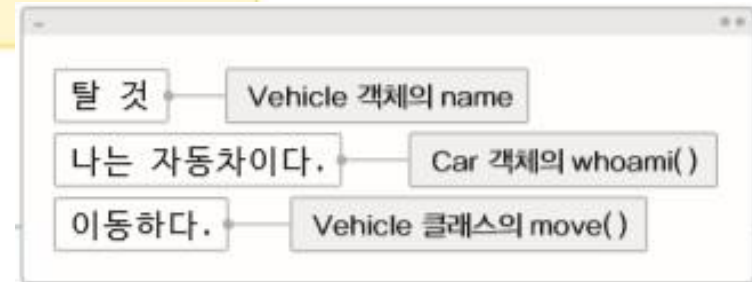 탈 것 Vehicle 객체의 name
나는 자동차이다. Car 객체의 whoami()
이동하다. Vehicle 클래스의 move()